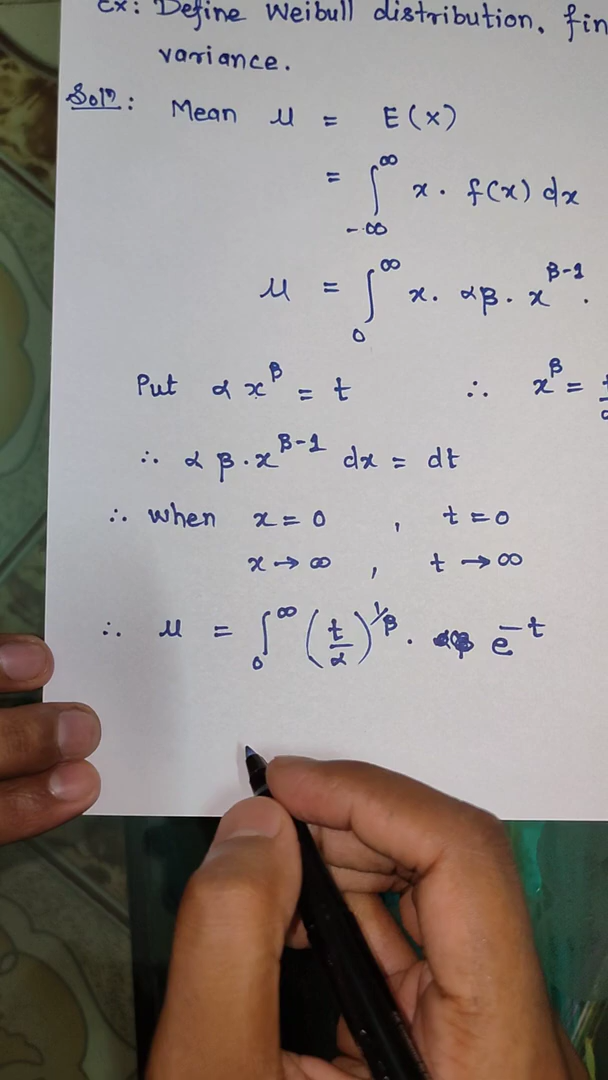 Ex: Define Weibull distribution. fin
variance.
Solⁿ: Mean μ = E(x)
= ∫_{-∞}^{∞} x. f(x) dx
μ = ∫_0^∞ x. αβ. x^{β-1}.
Put αx^β = t ∴ x^β = t/α
∴ αβ.x^{β-1} dx = dt
∴ when x=0 , t=0
x→∞ , t→∞
∴ μ = ∫_0^∞ (t/α)^{1/β}. e^{-t}